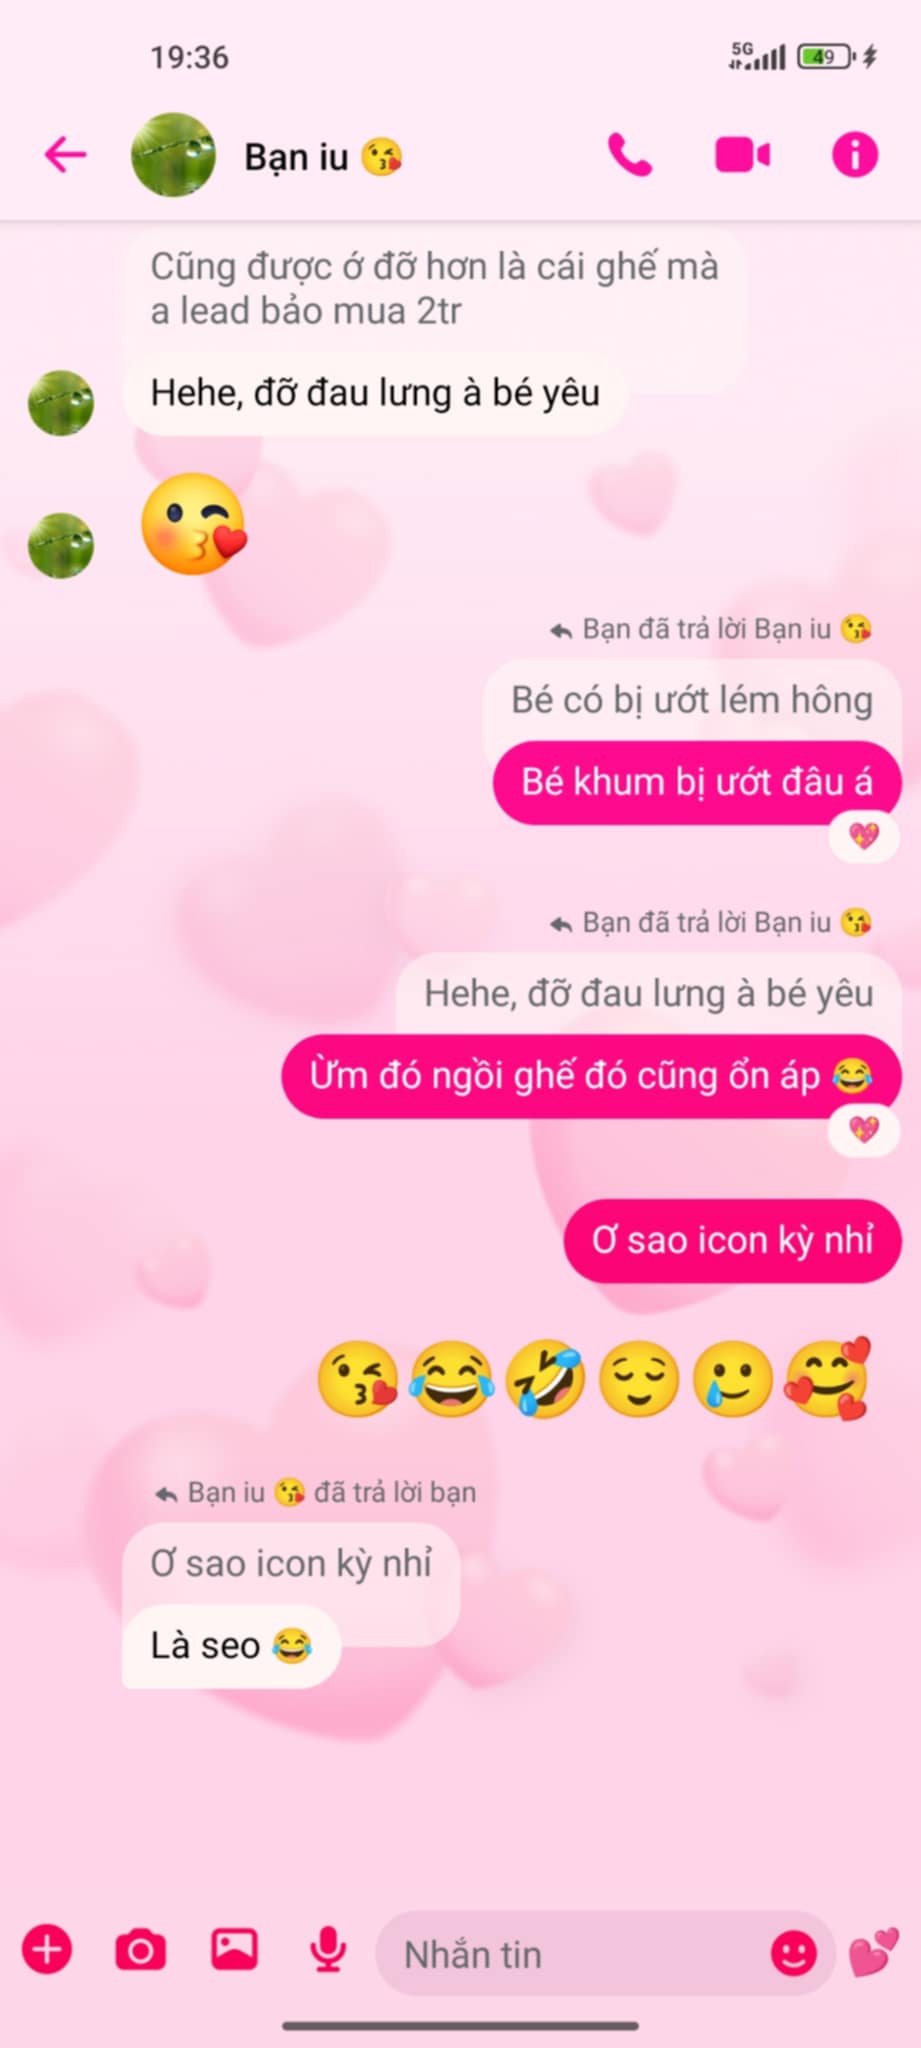 19:36
5G
49
Bạn iu 😘
Cũng được ớ đỡ hơn là cái ghế mà
a lead bảo mua 2tr
Hehe, đỡ đau lưng à bé yêu
😘
Bạn đã trả lời Bạn iu 😘
Bé có bị ướt lém hông
Bé khum bị ướt đâu á
💖
Bạn đã trả lời Bạn iu 😘
Hehe, đỡ đau lưng à bé yêu
Ừm đó ngồi ghế đó cũng ổn áp 😂
💖
Ơ sao icon kỳ nhỉ
😘😂🤣😌🥲🥰
Bạn iu 😘 đã trả lời bạn
Ơ sao icon kỳ nhỉ
Là seo 😂
Nhắn tin